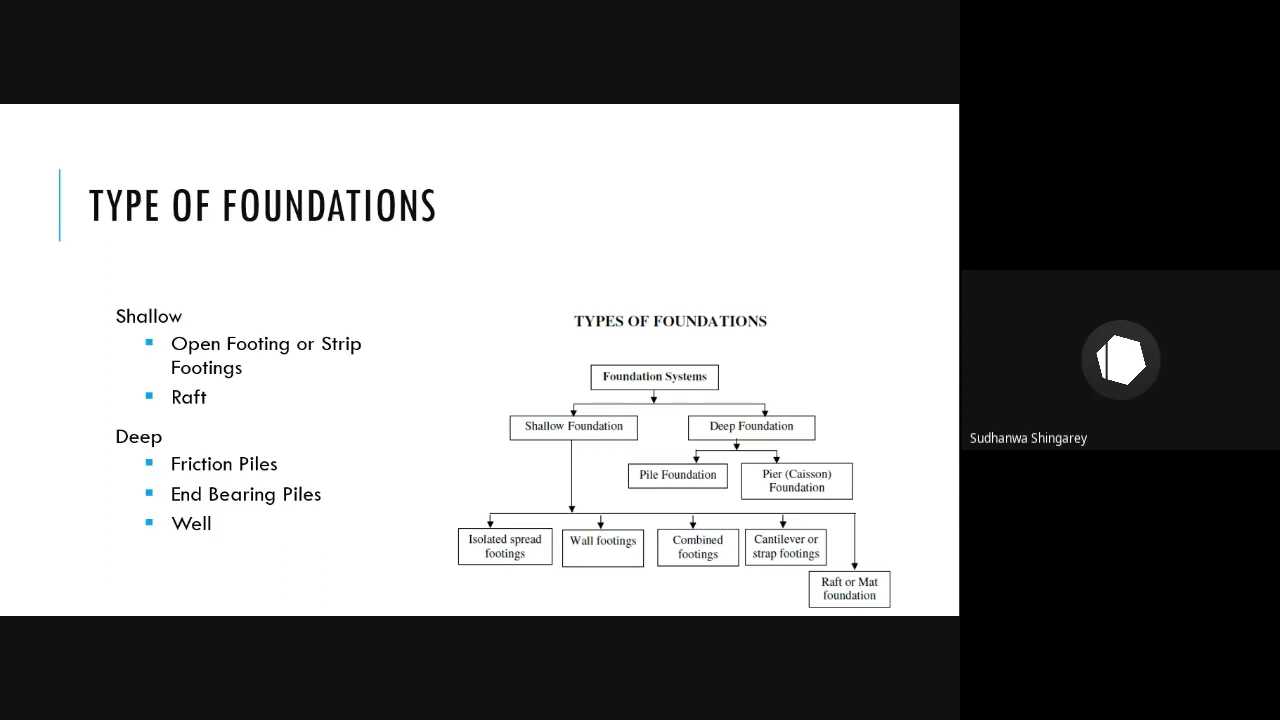 TYPE OF FOUNDATIONS
Shallow
Open Footing or Strip
Footings
Raft
Deep
Friction Piles
End Bearing Piles
Well
TYPES OF FOUNDATIONS
Foundation Systems
Shallow Foundation
Deep Foundation
Pile Foundation
Pier (Caisson)
Foundation
Isolated spread
footings
Wall footings
Combined
footings
Cantilever or
strap footings
Raft or Mat
foundation
Sudhanwa Shingarey